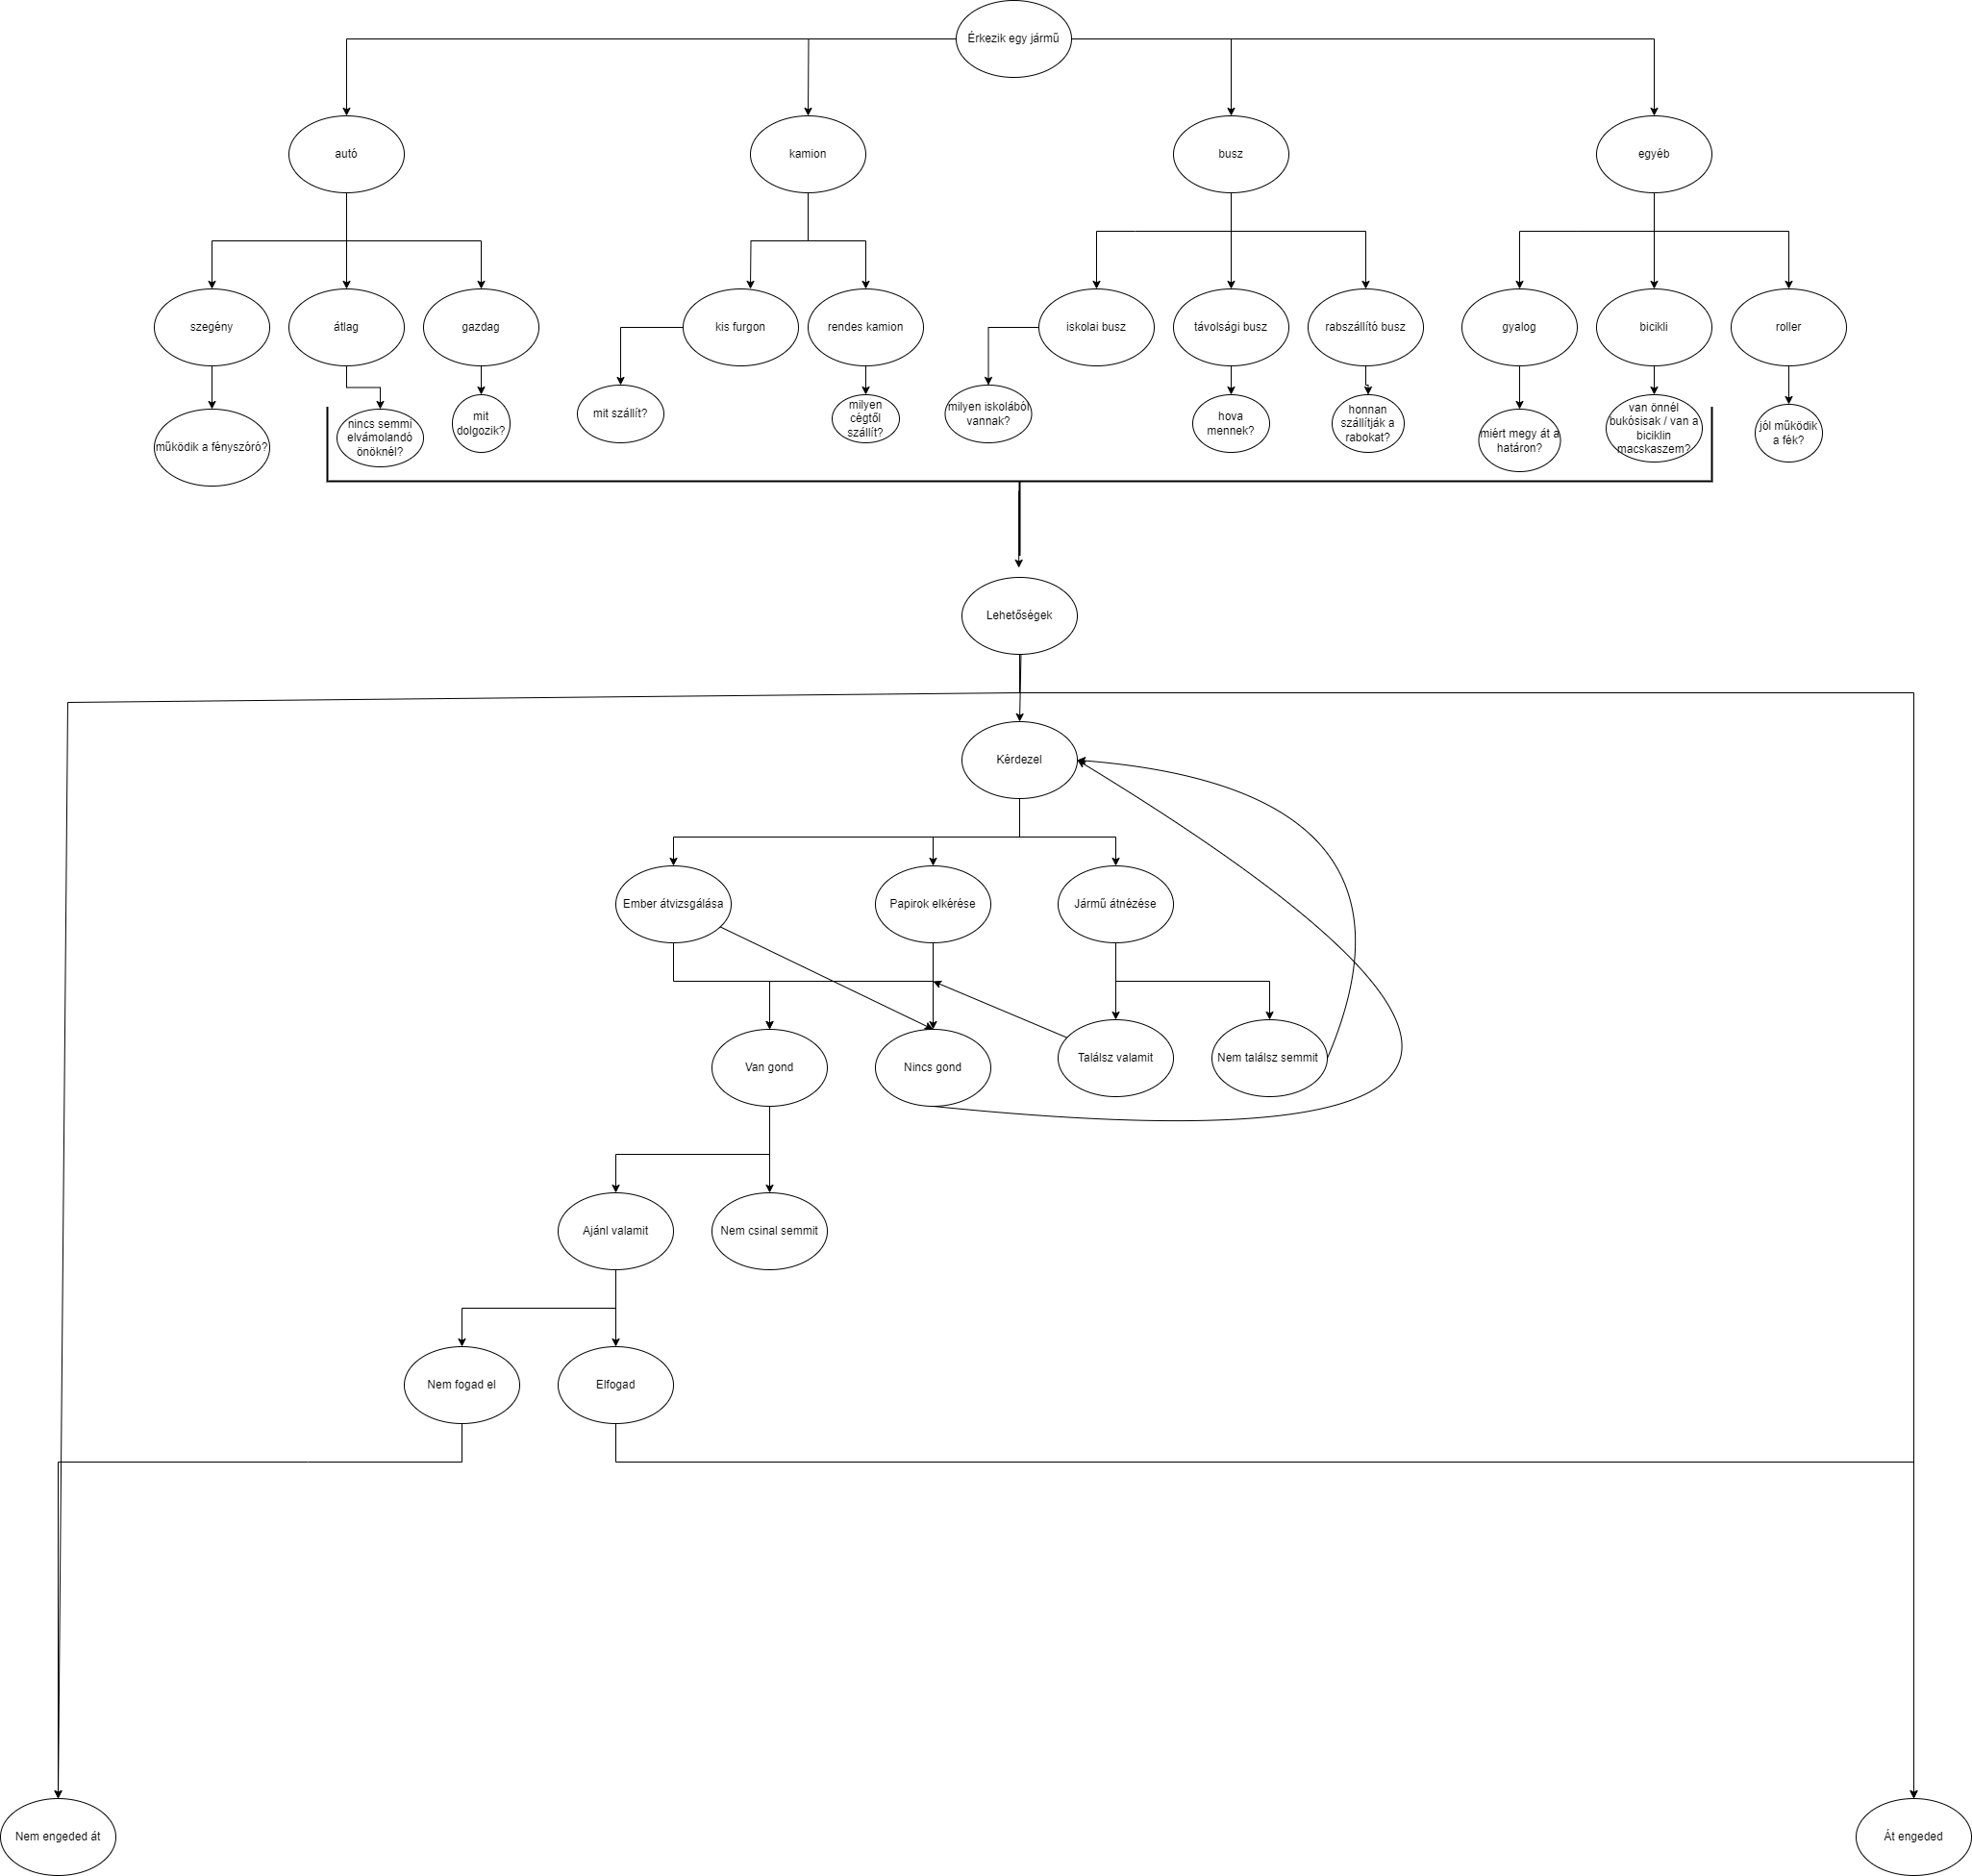 Érkezik egy jármű
autó
kamion
busz
egyéb
szegény
átlag
gazdag
kis furgon
rendes kamion
iskolai busz
távolsági busz
rabszállító busz
gyalog
bicikli
roller
működik a fényszóró?
nincs semmi
elvámolandó
önöknél?
mit
dolgozik?
mit szállít?
milyen
cégtől
szállít?
milyen iskolából
vannak?
hova
mennek?
honnan
szállítják a
rabokat?
miért megy át a
határon?
van önnél
bukósisak / van a
biciklin
macskaszem?
jól működik
a fék?
Lehetőségek
Kérdezel
Ember átvizsgálása
Papirok elkérése
Jármű átnézése
Van gond
Nincs gond
Találsz valamit
Nem találsz semmit
Ajánl valamit
Nem csinal semmit
Nem fogad el
Elfogad
Nem engeded át
Át engeded